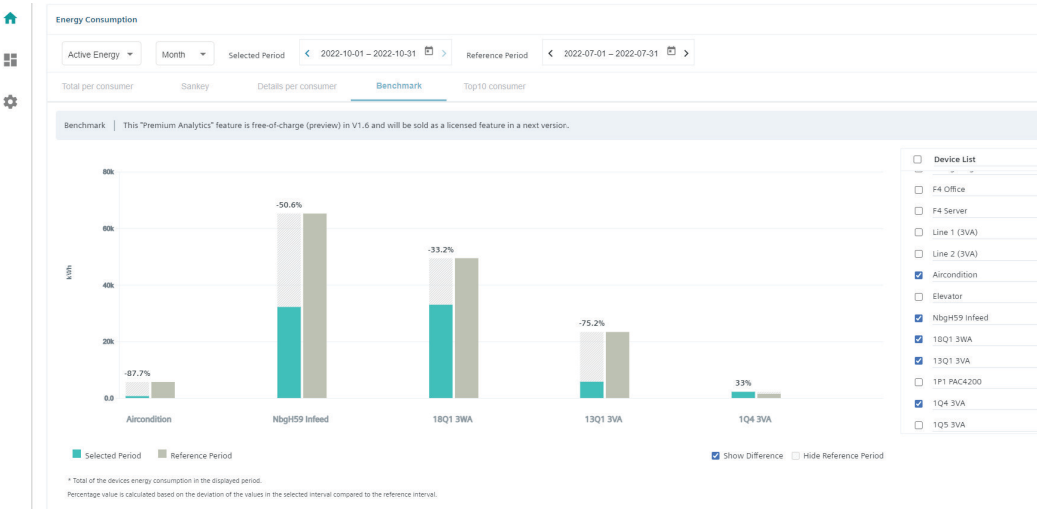 Energy Consumption
Active Energy Month Selected Period 2022-10-01 – 2022-10-31 Reference Period 2022-07-01 – 2022-07-31
Total per consumer Sankey Details per consumer Benchmark Top10 consumer
Benchmark | This "Premium Analytics" feature is free-of-charge (preview) in V1.6 and will be sold as a licensed feature in a next version.
Device List
F4 Office
F4 Server
Line 1 (3VA)
Line 2 (3VA)
Aircondition
Elevator
NbgH59 Infeed
18Q1 3WA
13Q1 3VA
1P1 PAC4200
1Q4 3VA
1Q5 3VA
kWh
80k
60k
40k
20k
0.0
-87.7%
-50.6%
-33.2%
-75.2%
33%
Aircondition NbgH59 Infeed 18Q1 3WA 13Q1 3VA 1Q4 3VA
Selected Period Reference Period Show Difference Hide Reference Period
* Total of the devices energy consumption in the displayed period.
Percentage value is calculated based on the deviation of the values in the selected interval compared to the reference interval.